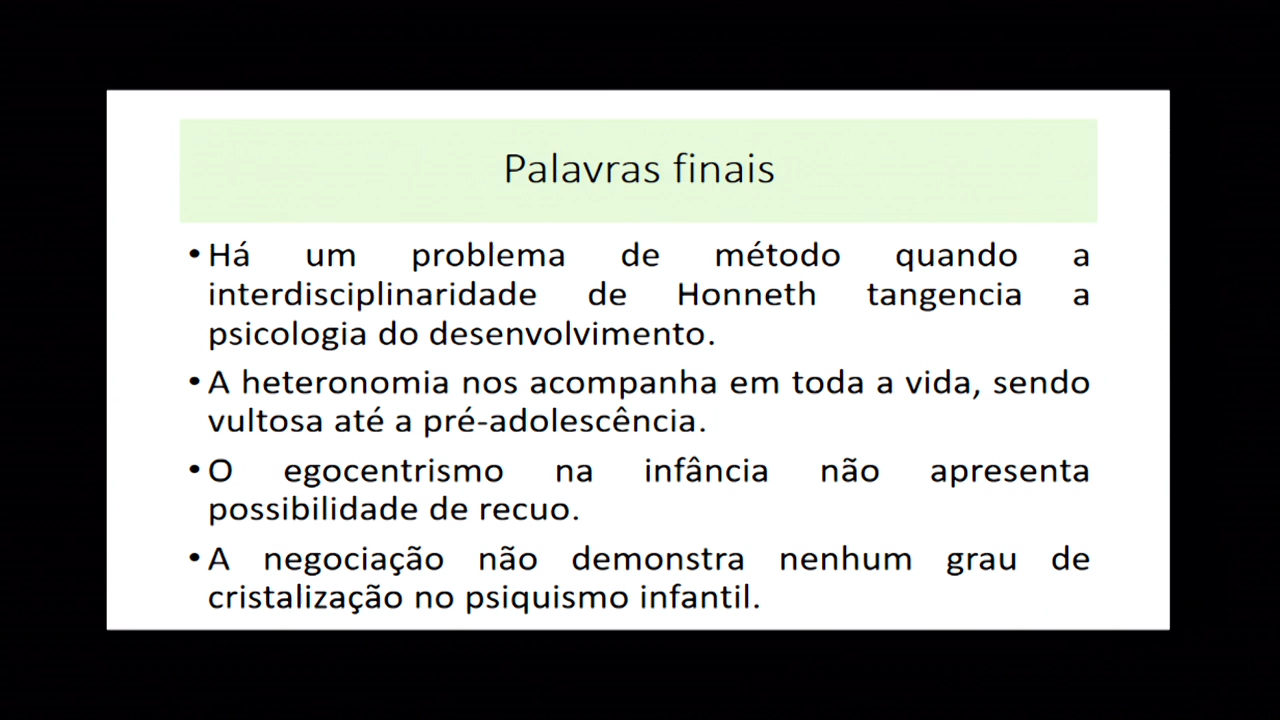 Palavras finais
• Há um problema de método quando a
interdisciplinaridade de Honneth tangencia a
psicologia do desenvolvimento.
• A heteronomia nos acompanha em toda a vida, sendo
vultosa até a pré-adolescência.
• O egocentrismo na infância não apresenta
possibilidade de recuo.
• A negociação não demonstra nenhum grau de
cristalização no psiquismo infantil.